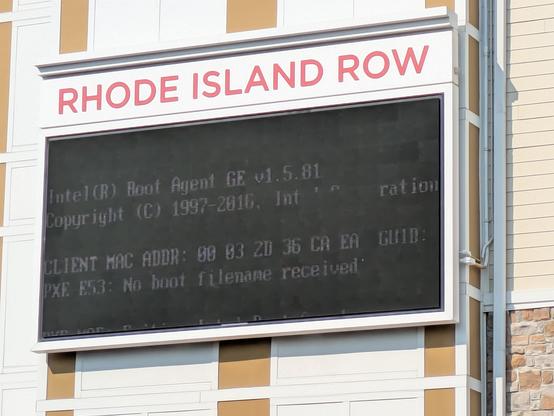 RHODE ISLAND ROW
Intel(R) Boot Agent GE v1.5.81
Copyright (C) 1997-2016, Int ration
CLIENT MAC ADDR: 00 03 2D 36 CA EA GUID:
PXE E53: No boot filename received